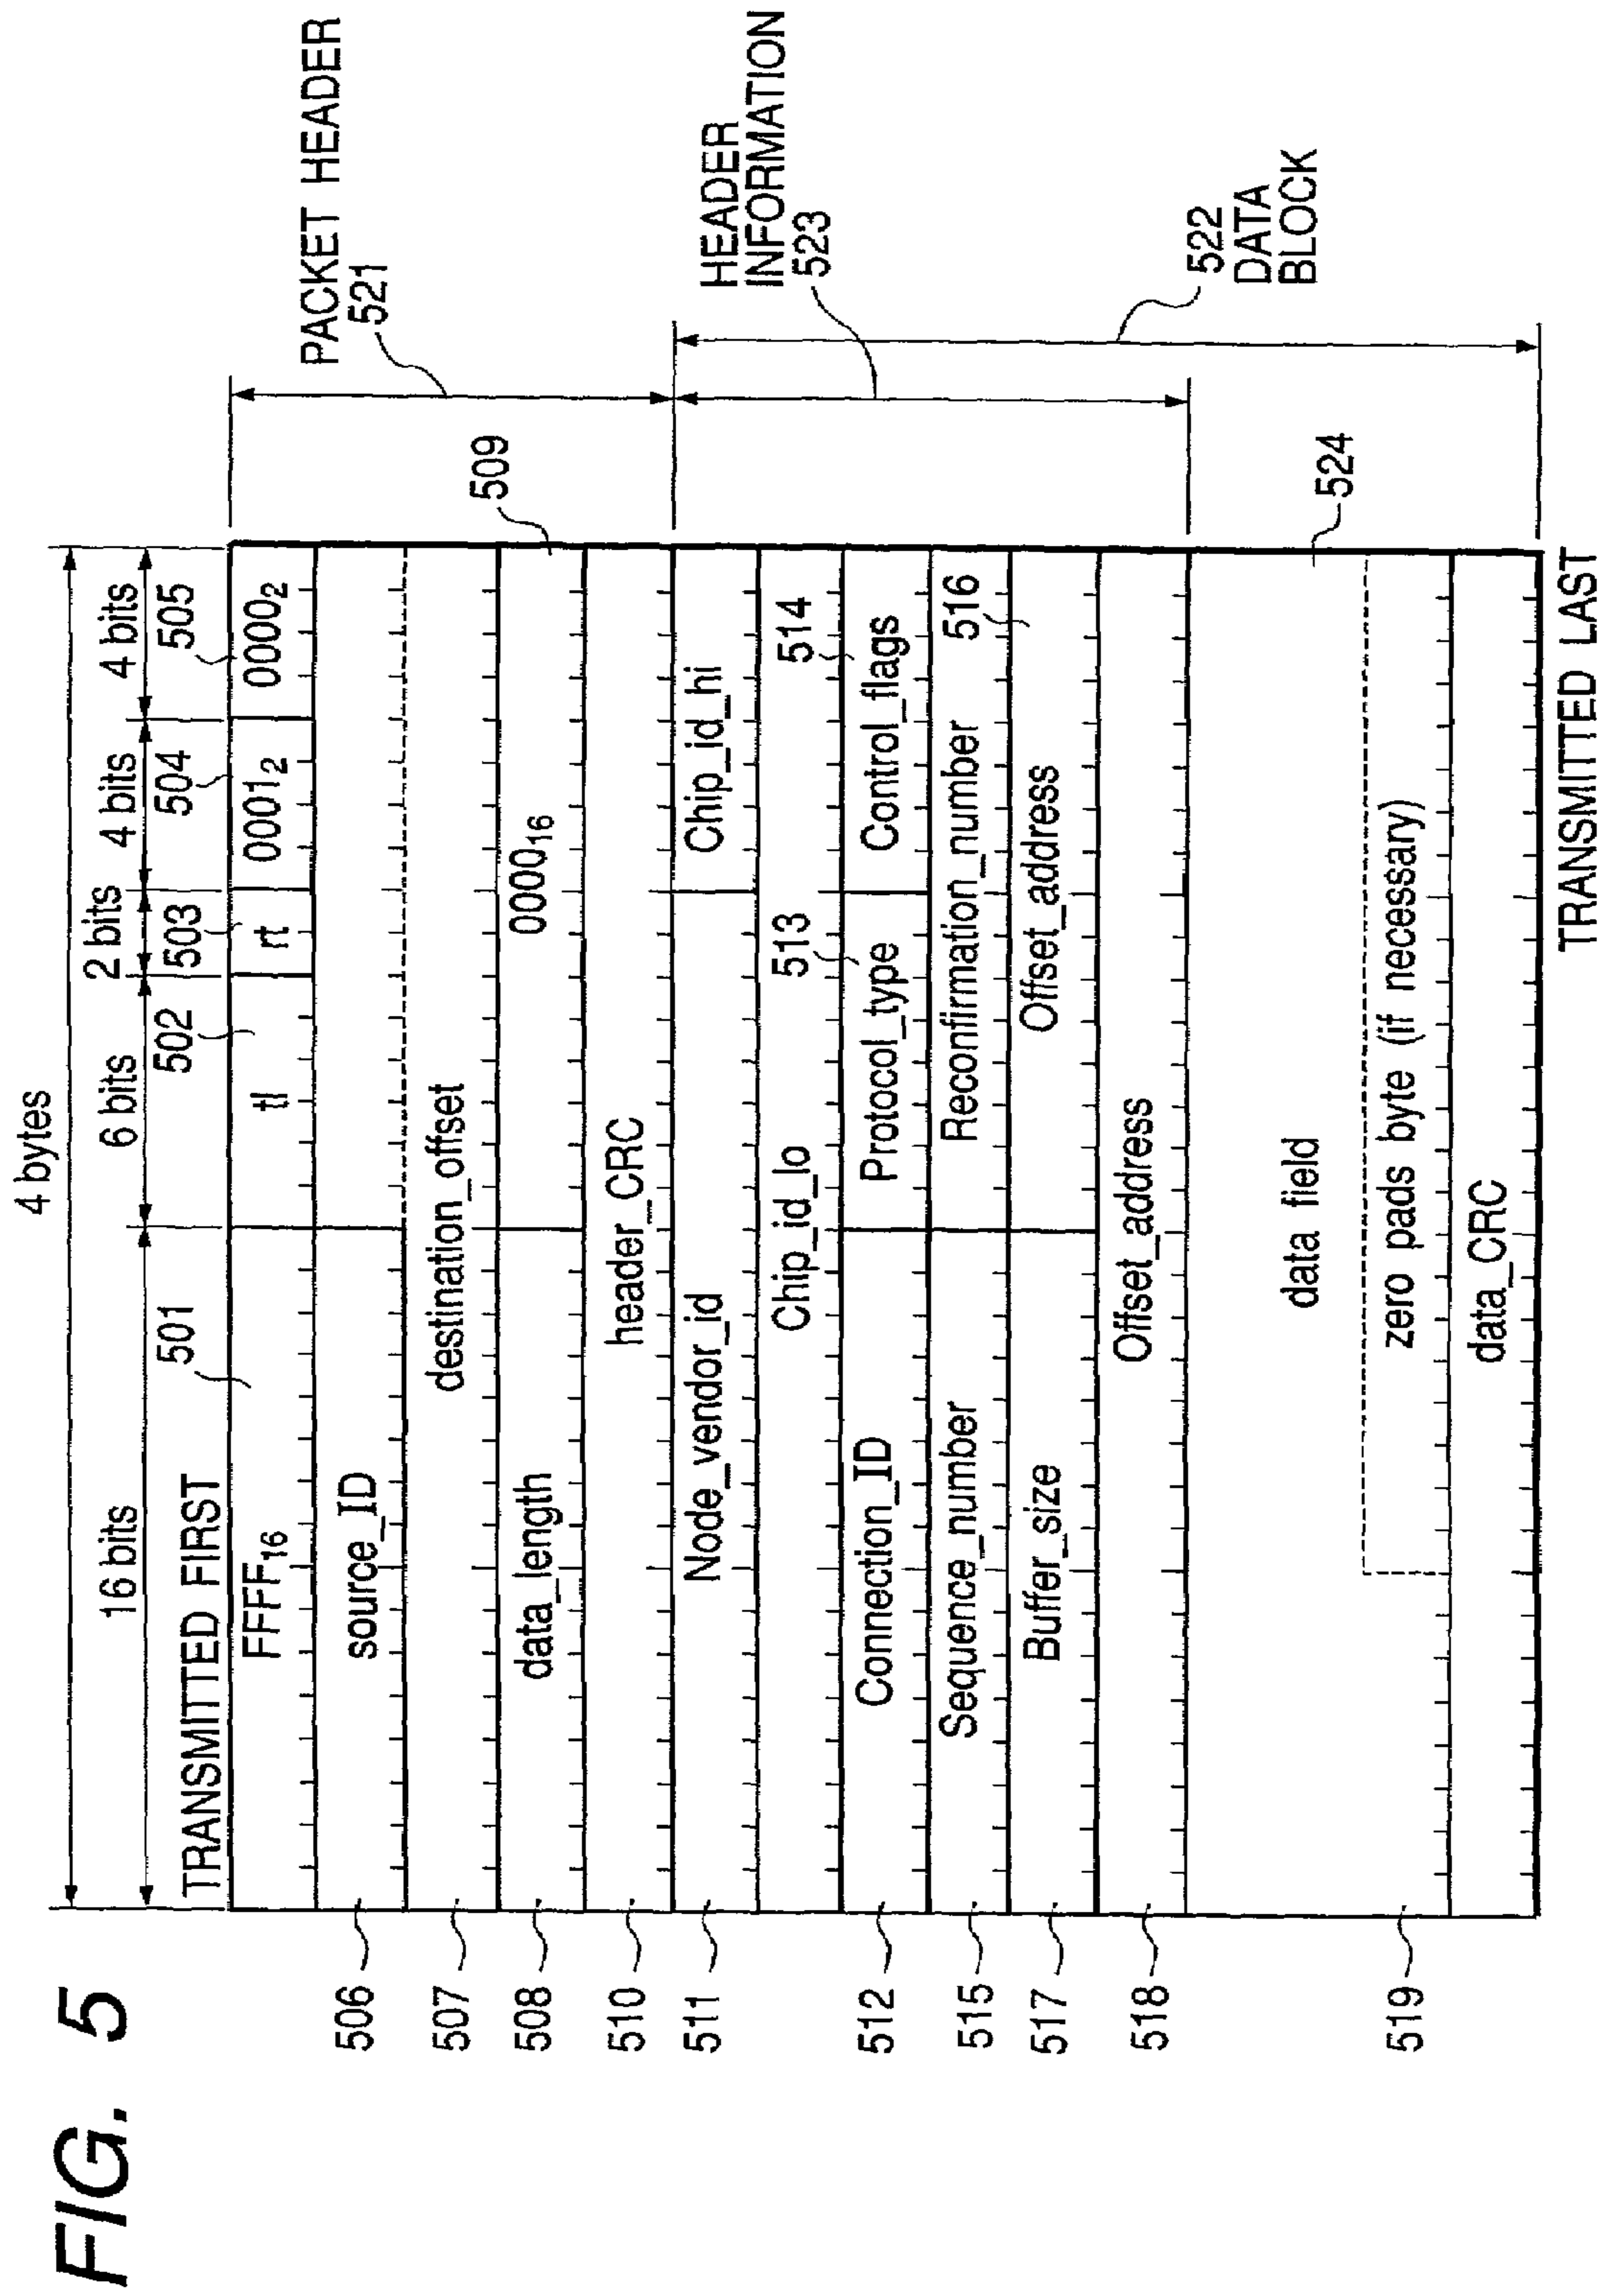 FIG. 5
4 bytes
16 bits
6 bits
2 bits
4 bits
4 bits
TRANSMITTED FIRST
501
502
503
504
505
FFFF16
tl
rt
00012
00002
PACKET HEADER
521
506
source_ID
507
destination_offset
508
data_length
000016
509
510
header_CRC
511
Node_vendor_id
Chip_id_hi
HEADER
INFORMATION
523
Chip_id_lo
513
514
512
Connection_ID
Protocol_type
Control_flags
515
Sequence_number
Reconfirmation_number
516
517
Buffer_size
Offset_address
518
Offset_address
522
DATA
BLOCK
data field
524
519
zero pads byte (if necessary)
data_CRC
TRANSMITTED LAST